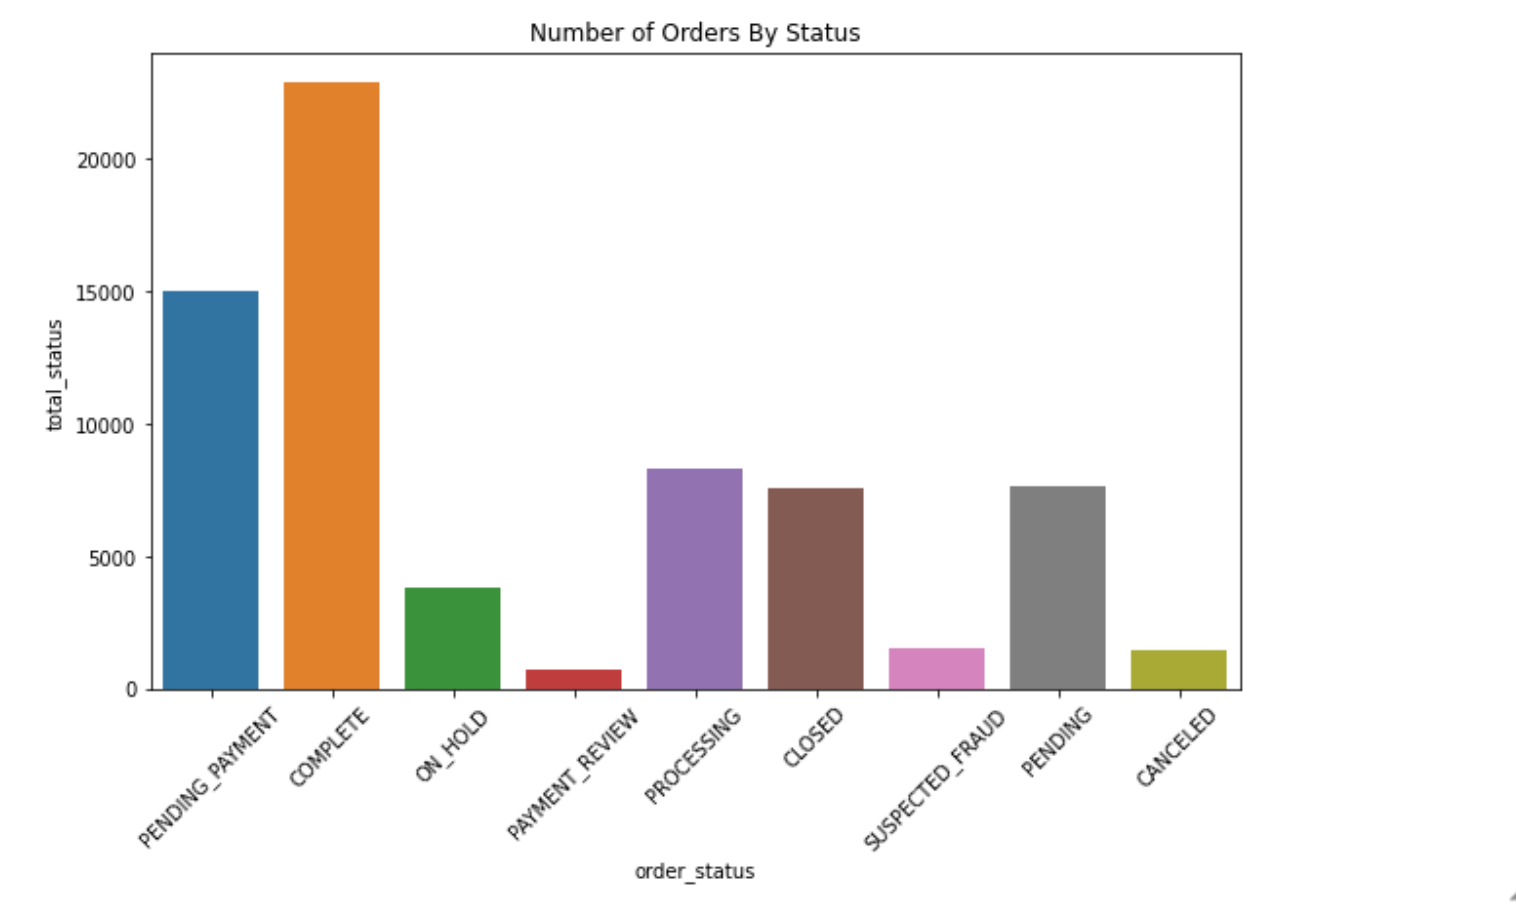 Number of Orders By Status
total_status
20000
15000
10000
5000
0
PENDING_PAYMENT
COMPLETE
ON_HOLD
PAYMENT_REVIEW
PROCESSING
CLOSED
SUSPECTED_FRAUD
PENDING
CANCELED
order_status